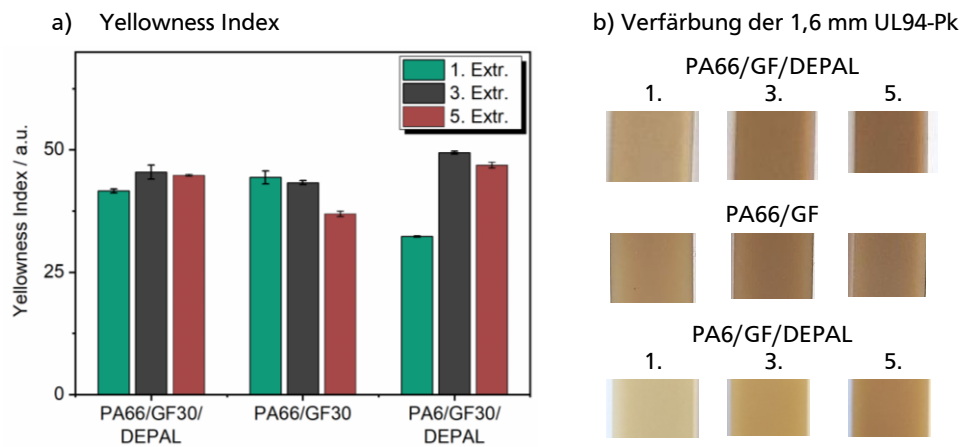 a) Yellowness Index
Yellowness Index / a.u.
50
25
0
1. Extr.
3. Extr.
5. Extr.
PA66/GF30/
DEPAL
PA66/GF30
PA6/GF30/
DEPAL
b) Verfärbung der 1,6 mm UL94-Pk
PA66/GF/DEPAL
1. 3. 5.
PA66/GF
PA6/GF/DEPAL
1. 3. 5.